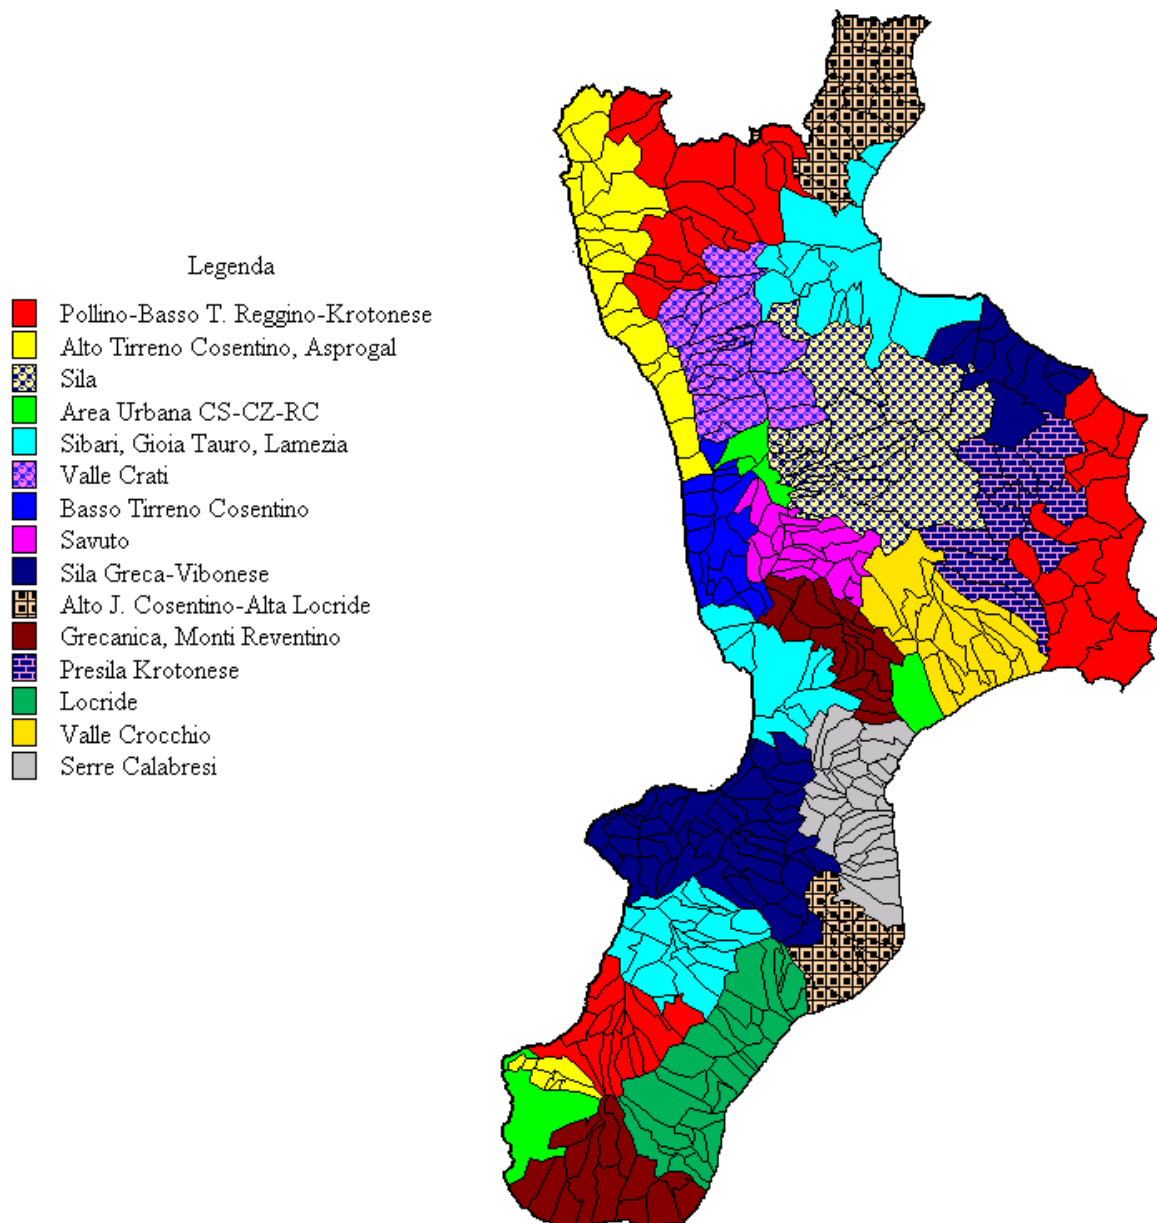 Legenda
Pollino-Basso T. Reggino-Krotonese
Alto Tirreno Cosentino, Asprogal
Sila
Area Urbana CS-CZ-RC
Sibari, Gioia Tauro, Lamezia
Valle Crati
Basso Tirreno Cosentino
Savuto
Sila Greca-Vibonese
Alto J. Cosentino-Alta Locride
Grecanica, Monti Reventino
Presila Krotonese
Locride
Valle Crocchio
Serre Calabresi